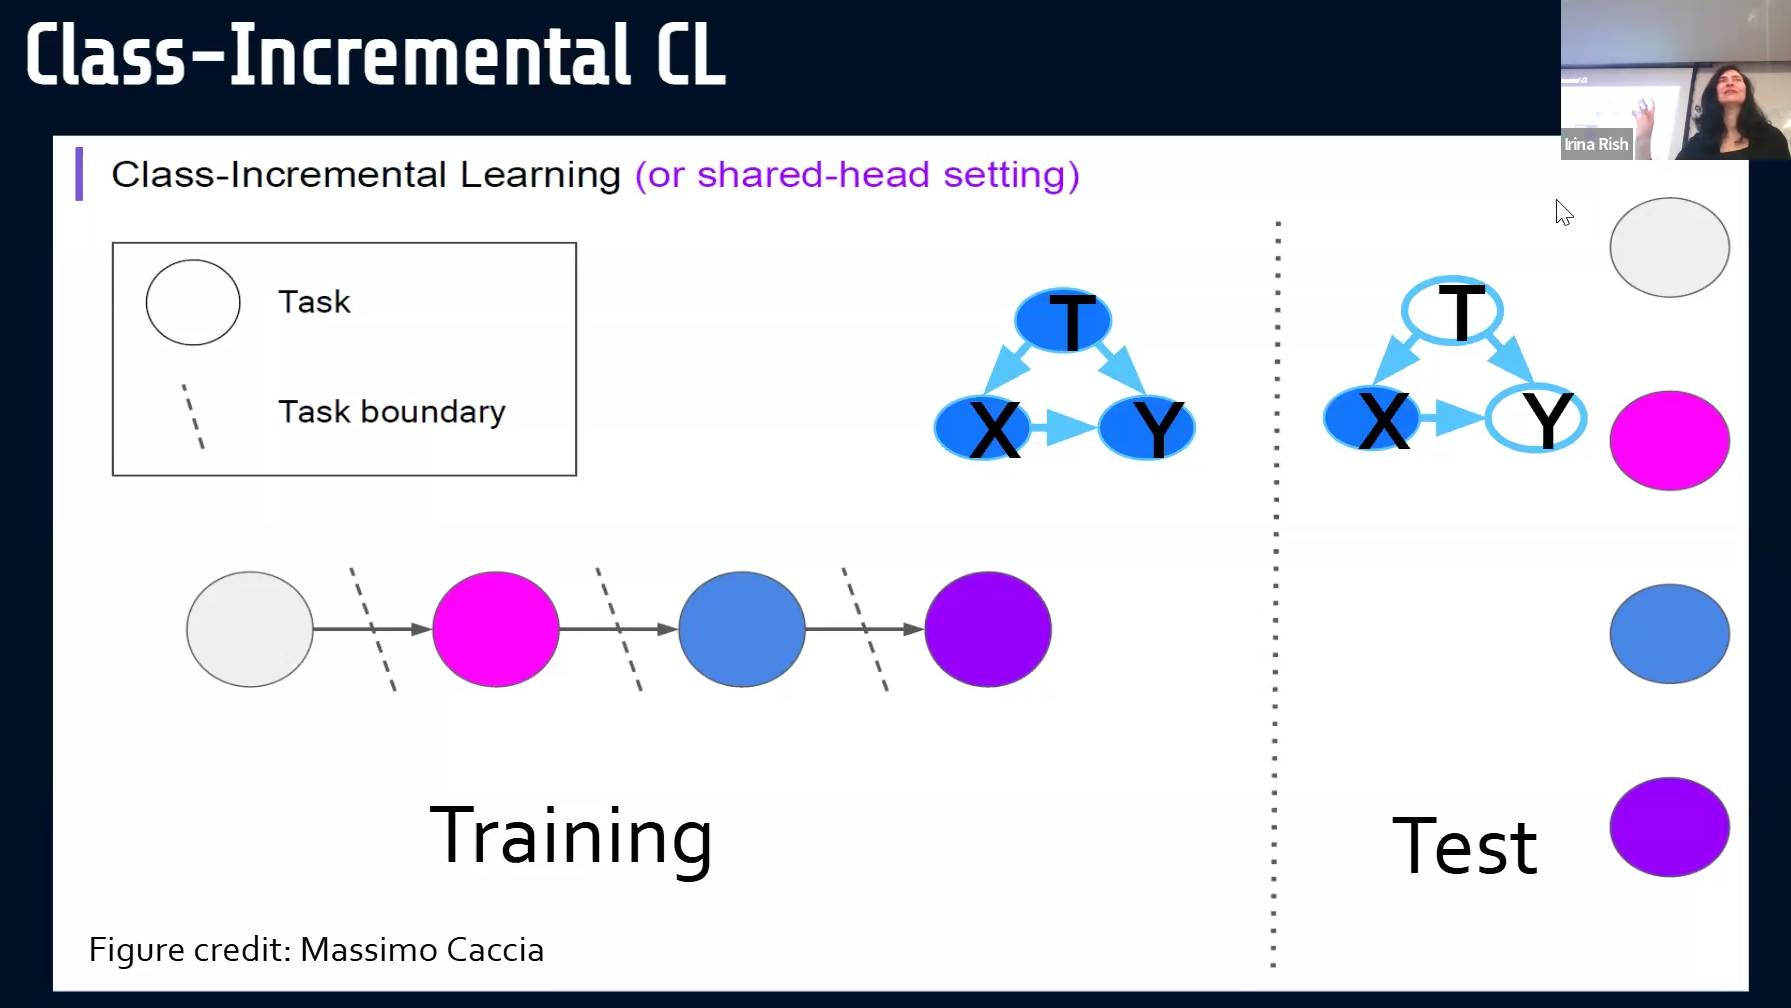 Class-Incremental CL
Irina Rish
Class-Incremental Learning (or shared-head setting)
Task
Task boundary
T
X
Y
T
X
Y
Training
Test
Figure credit: Massimo Caccia